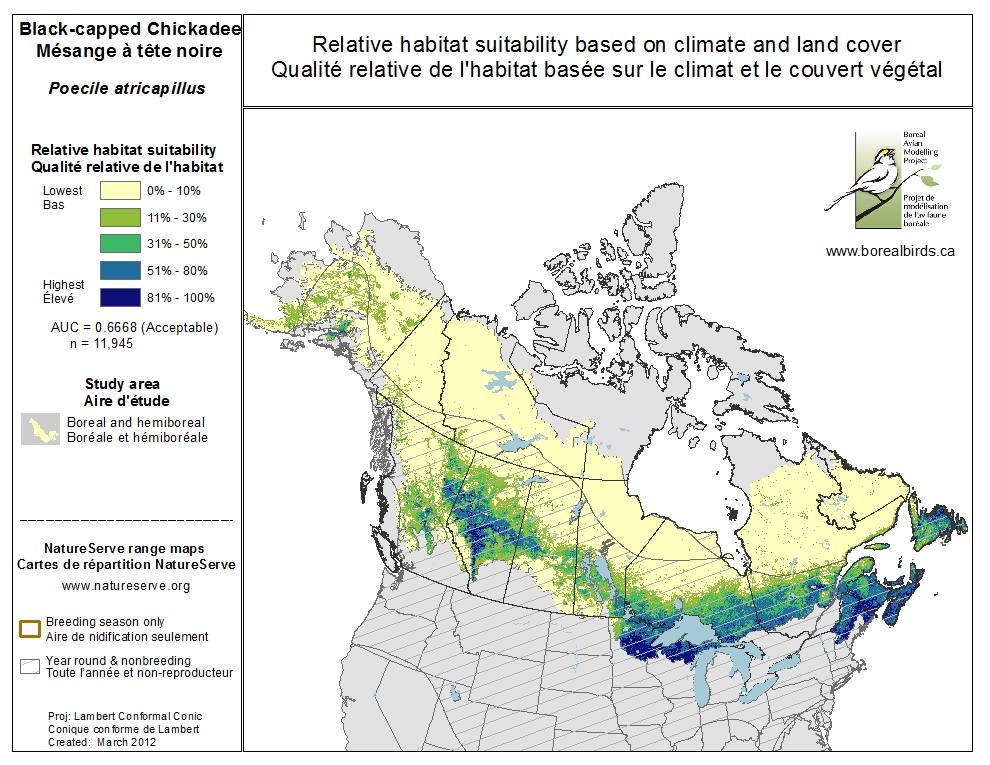 Black-capped Chickadee
Mésange à tête noire
Poecile atricapillus
Relative habitat suitability based on climate and land cover
Qualité relative de l'habitat basée sur le climat et le couvert végétal
Relative habitat suitability
Qualité relative de l'habitat
Lowest
Bas
0% - 10%
11% - 30%
31% - 50%
51% - 80%
Highest
Élevé
81% - 100%
AUC = 0.6668 (Acceptable)
n = 11,945
Study area
Aire d'étude
Boreal and hemiboreal
Boréale et hémiboréale
NatureServe range maps
Cartes de répartition NatureServe
www.natureserve.org
Breeding season only
Aire de nidification seulement
Year round & nonbreeding
Toute l'année et non-reproducteur
Proj: Lambert Conformal Conic
Conique conforme de Lambert
Created: March 2012
Boreal
Avian
Modelling
Project
Projet de
modélisation
de l'avifaune
boréale
www.borealbirds.ca